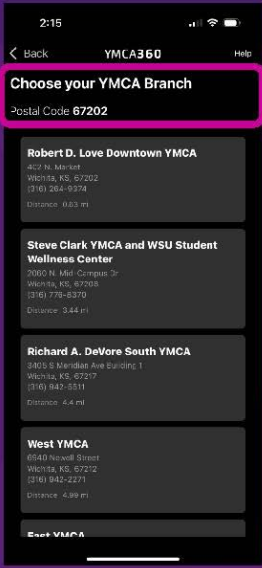 2:15
Back YMCA360 Help
Choose your YMCA Branch
Postal Code 67202
Robert D. Love Downtown YMCA
402 N. Market
Wichita, KS, 67202
(316) 264-9374
Distance 0.63 mi
Steve Clark YMCA and WSU Student
Wellness Center
2060 N. Mid-Campus Dr
Wichita, KS, 67208
(316) 776-8370
Distance 3.44 mi
Richard A. DeVore South YMCA
3405 S Meridian Ave Building 1
Wichita, KS, 67217
(316) 942-5511
Distance 4.4 mi
West YMCA
6940 Newell Street
Wichita, KS, 67212
(316) 942-2271
Distance 4.99 mi
East YMCA